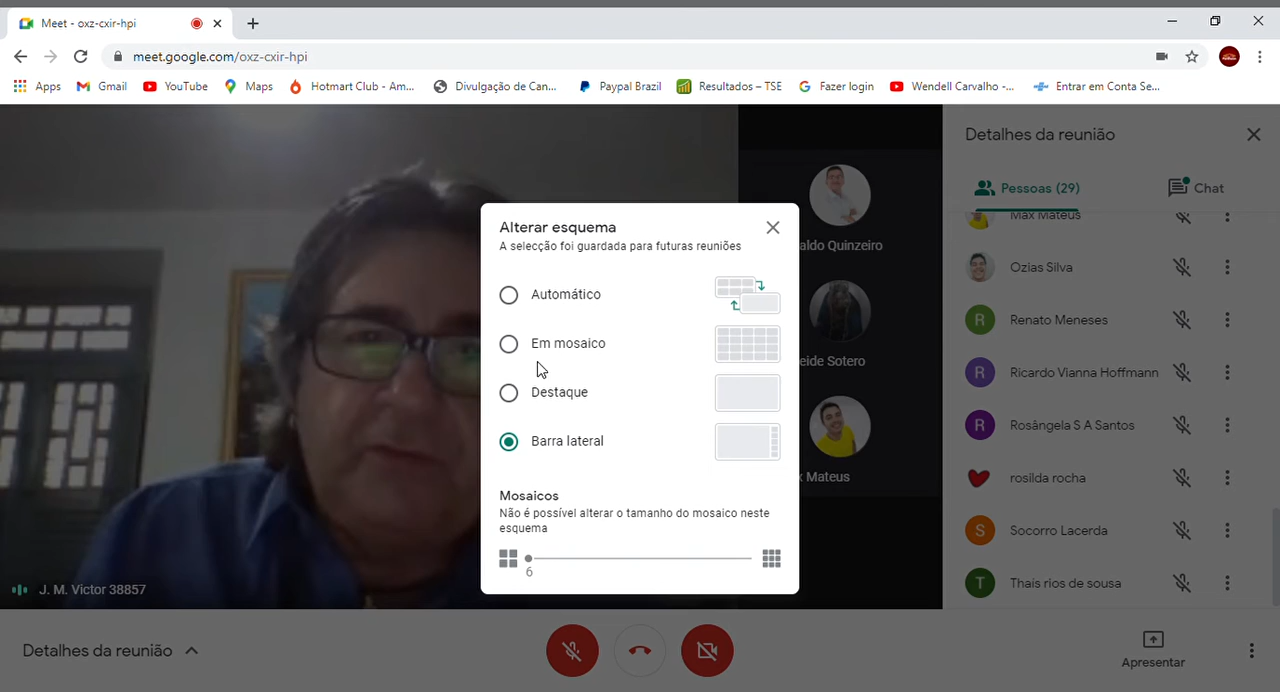 Meet - oxz-cxir-hpi
meet.google.com/oxz-cxir-hpi
Apps Gmail YouTube Maps Hotmart Club - Am... Divulgação de Can... Paypal Brazil Resultados – TSE Fazer login Wendell Carvalho -... Entrar em Conta Se...
Detalhes da reunião
Pessoas (29) Chat
Max Mateus
Ozias Silva
R Renato Meneses
R Ricardo Vianna Hoffmann
R Rosângela S A Santos
rosilda rocha
S Socorro Lacerda
T Thais rios de sousa
aldo Quinzeiro
eide Sotero
x Mateus
Alterar esquema
A selecção foi guardada para futuras reuniões
Automático
Em mosaico
Destaque
Barra lateral
Mosaicos
Não é possível alterar o tamanho do mosaico neste
esquema
6
J. M. Victor 38857
Detalhes da reunião
Apresentar